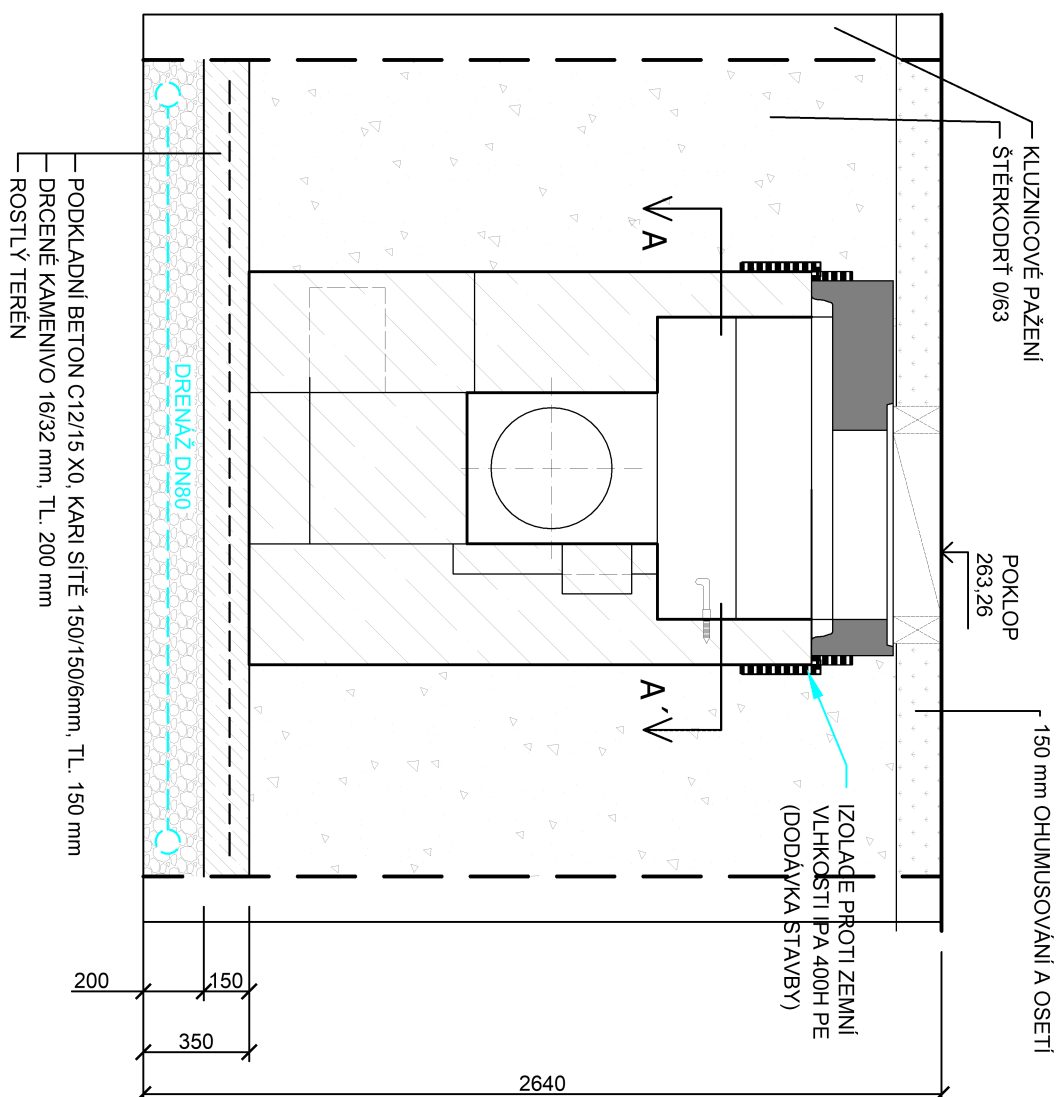 KLUZNICOVÉ PAŽENÍ
ŠTĚRKODRŤ 0/63
POKLOP
263,26
150 mm OHUMUSOVÁNÍ A OSETÍ
A
A´
IZOLACE PROTI ZEMNÍ
VLHKOSTI IPA 400H PE
(DODÁVKA STAVBY)
DRENÁŽ DN80
PODKLADNÍ BETON C12/15 X0, KARI SÍTĚ 150/150/6mm, TL. 150 mm
DRCENÉ KAMENIVO 16/32 mm, TL. 200 mm
ROSTLÝ TERÉN
200
150
350
2640